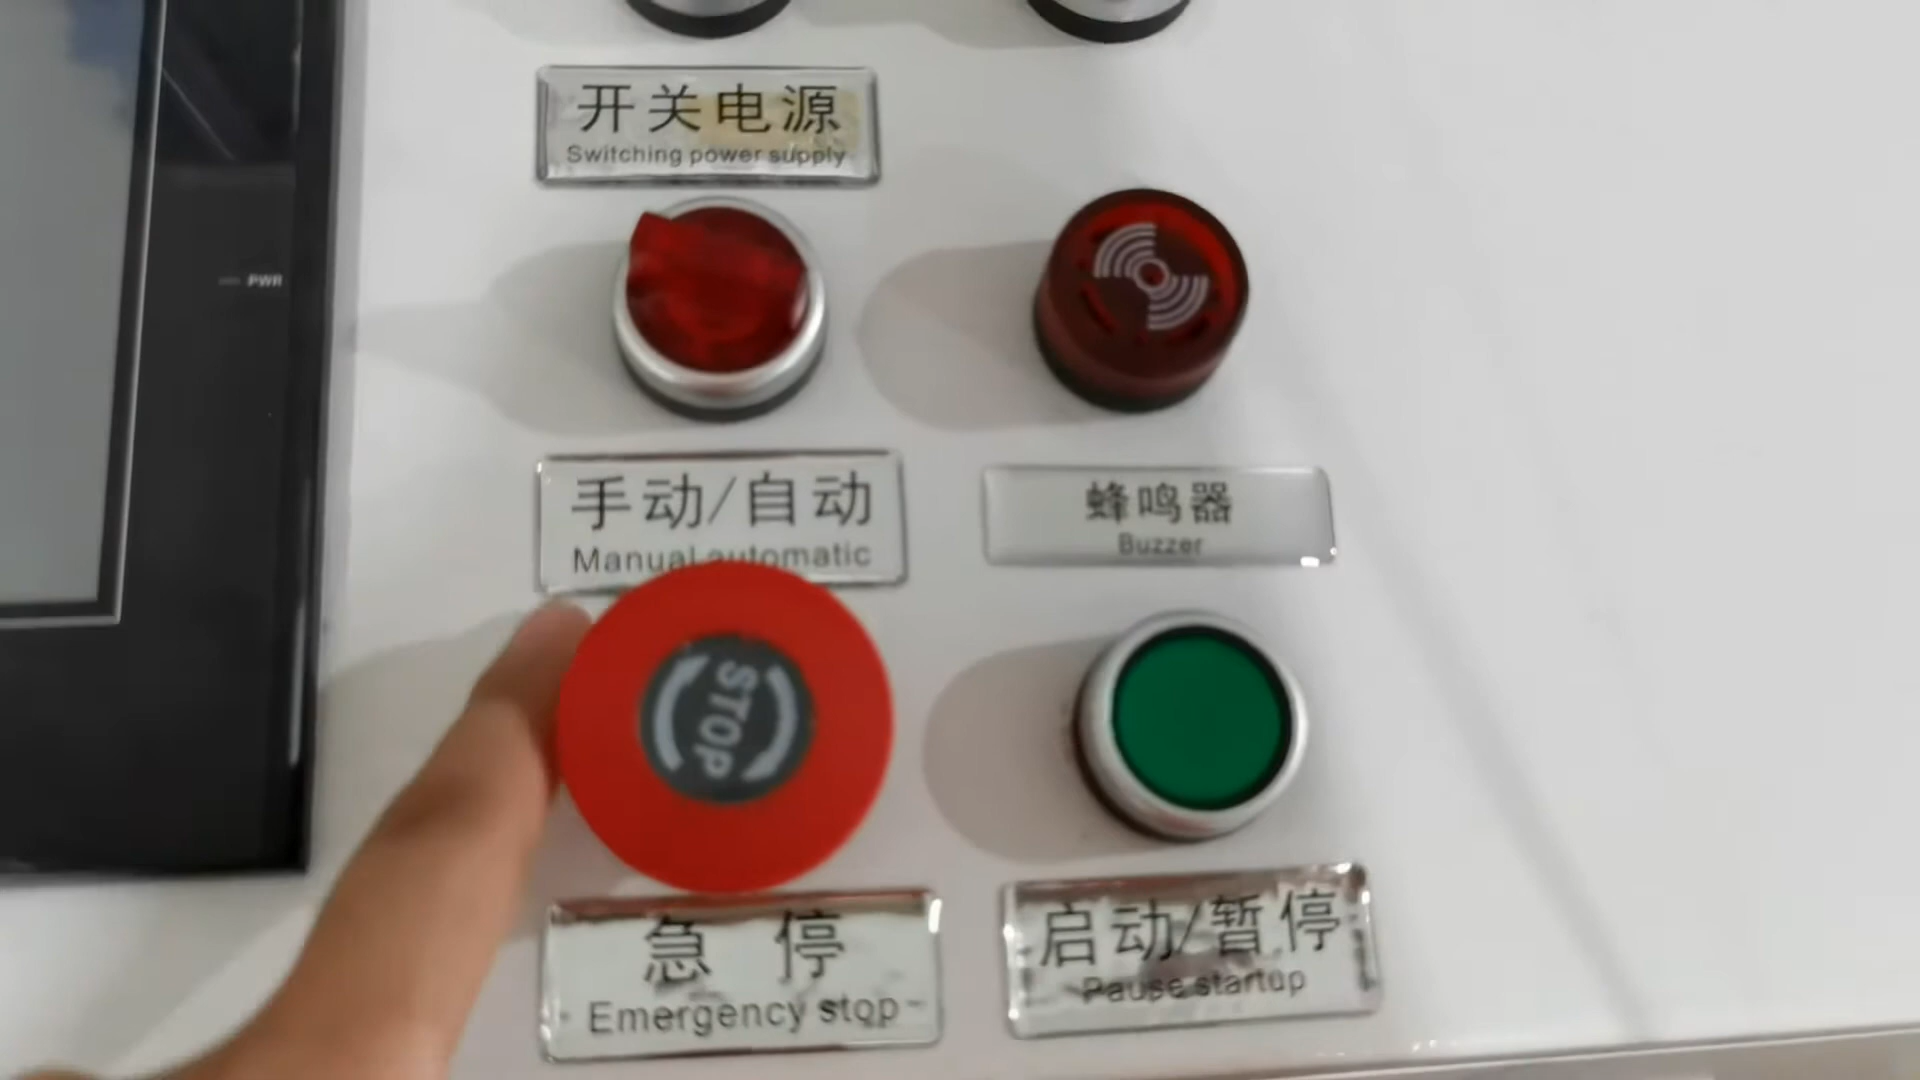 开关电源
Switching power supply
PWR
手动/自动
Manual automatic
蜂鸣器
Buzzer
STOP
急停
Emergency stop
启动/暂停
Pause startup